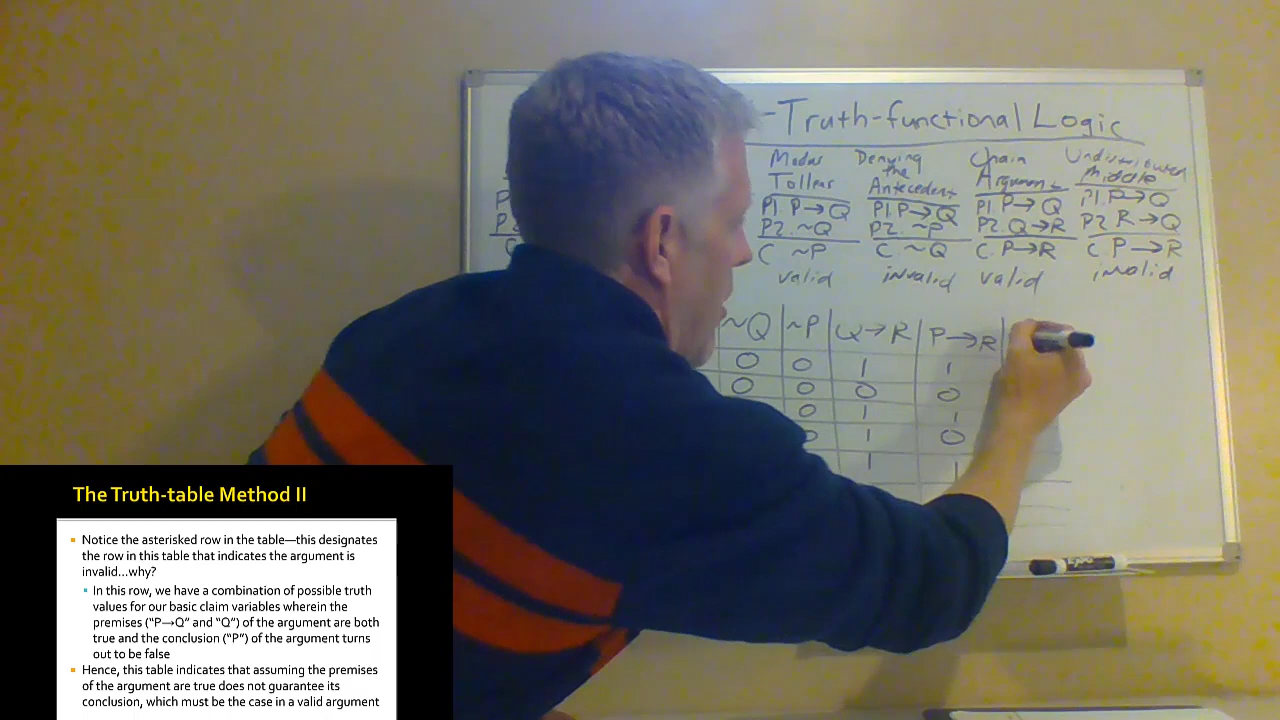 -Truth-functional Logic
Modus
Tollens
P1. P→Q
P2. ~Q
C ~P
valid
Denying
the
Antecedent
P1. P→Q
P2. ~P
C. ~Q
invalid
Chain
Argument
P1. P→Q
P2. Q→R
C. P→R
valid
Undistributed
Middle
P1. P→Q
P2. R→Q
C. P→R
invalid
~Q ~P Q→R P→R
0 0 1 1
0 0 0 0
0 1 1
0 1 0
1 1
EXPO
The Truth-table Method II
Notice the asterisked row in the table—this designates
the row in this table that indicates the argument is
invalid...why?
In this row, we have a combination of possible truth
values for our basic claim variables wherein the
premises (“P→Q” and “Q”) of the argument are both
true and the conclusion (“P”) of the argument turns
out to be false
Hence, this table indicates that assuming the premises
of the argument are true does not guarantee its
conclusion, which must be the case in a valid argument